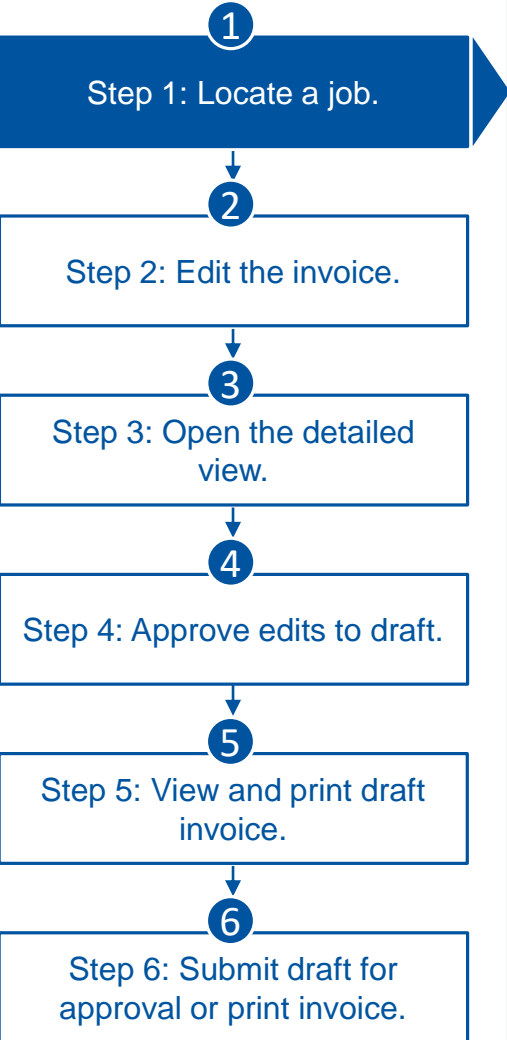 1
Step 1: Locate a job.
2
Step 2: Edit the invoice.
3
Step 3: Open the detailed
view.
4
Step 4: Approve edits to draft.
5
Step 5: View and print draft
invoice.
6
Step 6: Submit draft for
approval or print invoice.